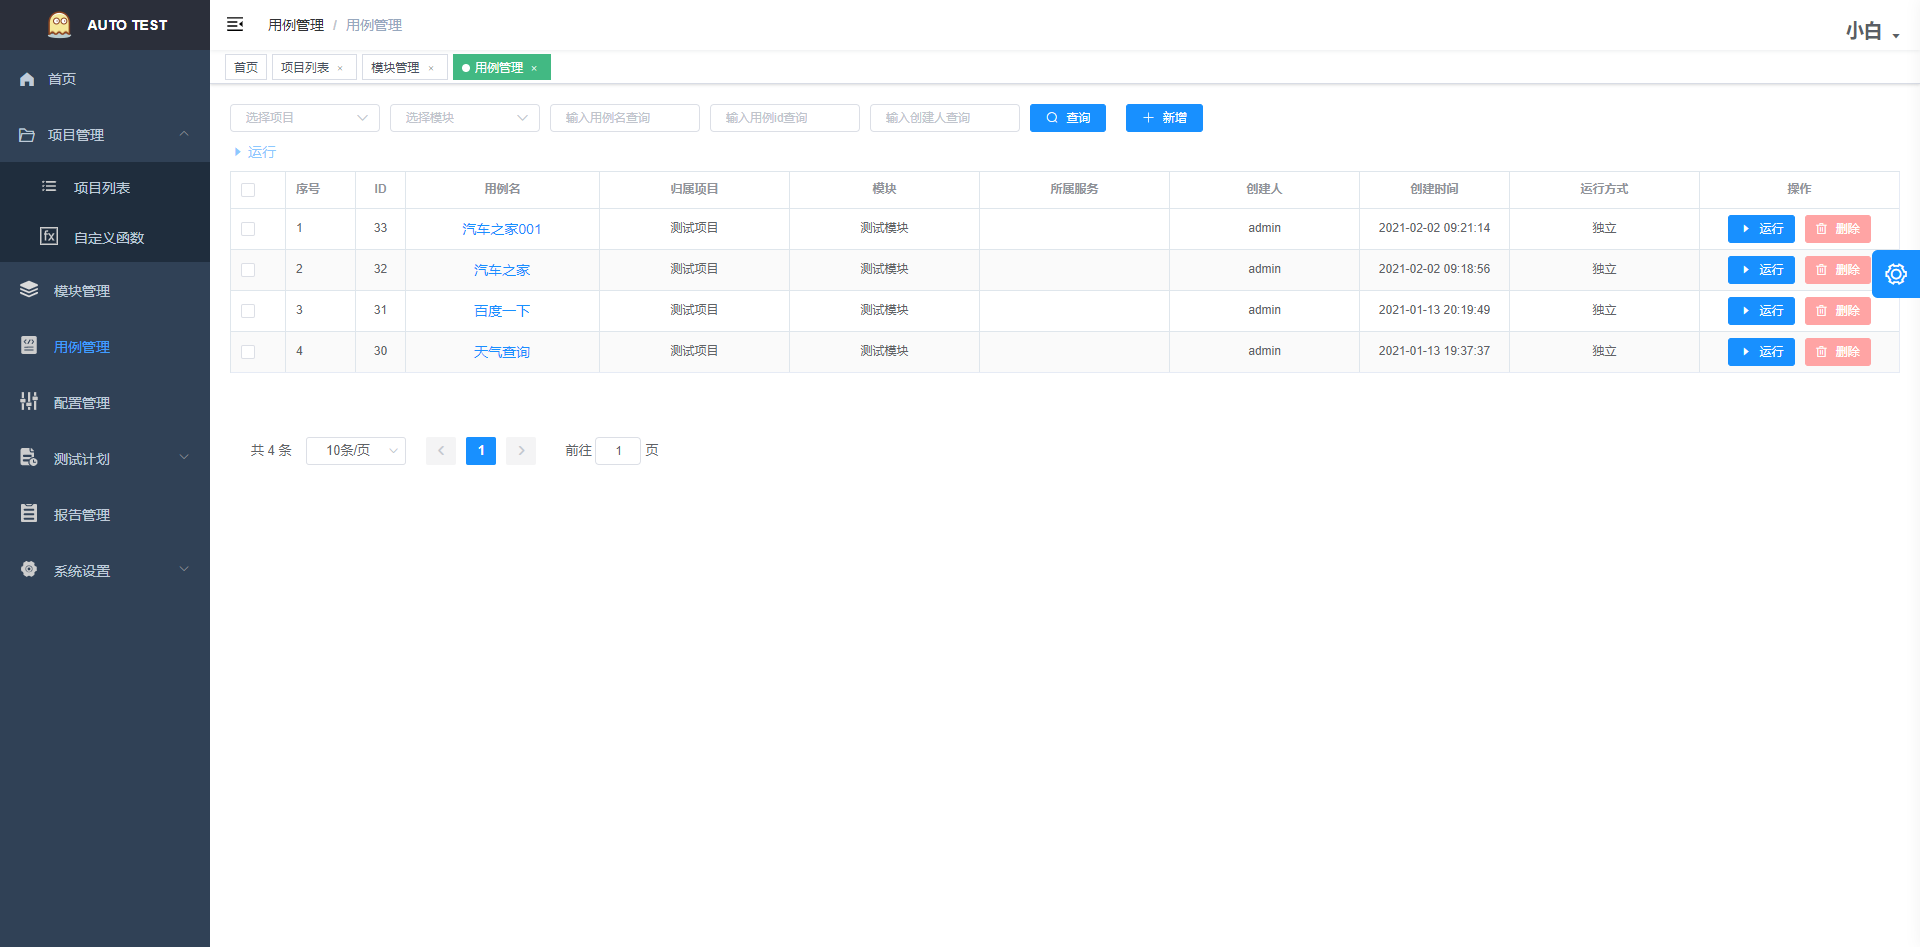 AUTO TEST
首页
项目管理
项目列表
自定义函数
模块管理
用例管理
配置管理
测试计划
报告管理
系统设置
用例管理 / 用例管理
小白
首页 项目列表 × 模块管理 × 用例管理 ×
选择项目 选择模块 输入用例名查询 输入用例id查询 输入创建人查询 查询 新增
运行
序号 ID 用例名 归属项目 模块 所属服务 创建人 创建时间 运行方式 操作
1 33 汽车之家001 测试项目 测试模块 admin 2021-02-02 09:21:14 独立 运行 删除
2 32 汽车之家 测试项目 测试模块 admin 2021-02-02 09:18:56 独立 运行 删除
3 31 百度一下 测试项目 测试模块 admin 2021-01-13 20:19:49 独立 运行 删除
4 30 天气查询 测试项目 测试模块 admin 2021-01-13 19:37:37 独立 运行 删除
共 4 条 10条/页 1 前往 1 页